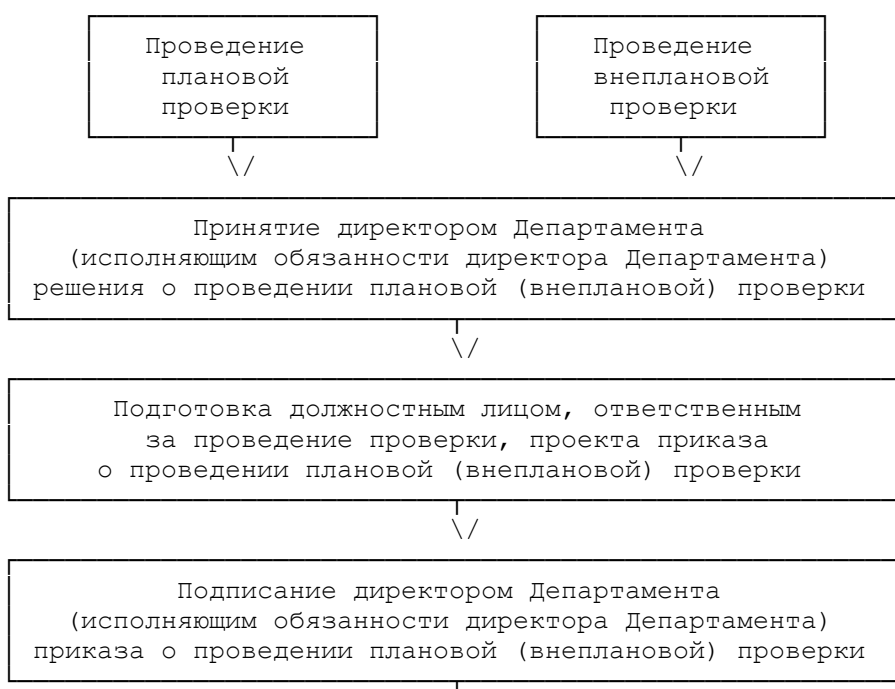 Проведение
плановой
проверки
Проведение
внеплановой
проверки
Принятие директором Департамента
(исполняющим обязанности директора Департамента)
решения о проведении плановой (внеплановой) проверки
Подготовка должностным лицом, ответственным
за проведение проверки, проекта приказа
о проведении плановой (внеплановой) проверки
Подписание директором Департамента
(исполняющим обязанности директора Департамента)
приказа о проведении плановой (внеплановой) проверки